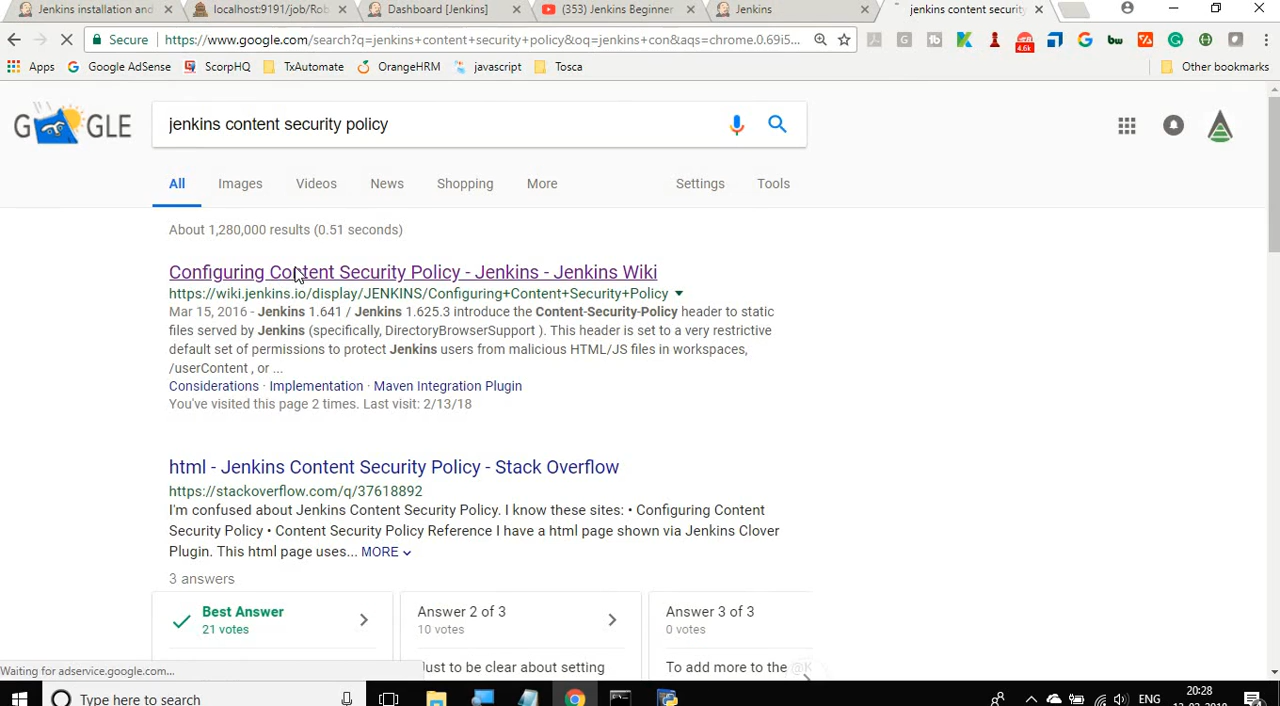 Jenkins installation and
localhost:9191/job/Rob
Dashboard [Jenkins]
(353) Jenkins Beginner
Jenkins
jenkins content security
Secure
https://www.google.com/search?q=jenkins+content+security+policy&oq=jenkins+con&aqs=chrome.0.69i5...
4.6k
bw
Apps
Google AdSense
ScorpHQ
TxAutomate
OrangeHRM
javascript
Tosca
Other bookmarks
GOOGLE
jenkins content security policy
All
Images
Videos
News
Shopping
More
Settings
Tools
About 1,280,000 results (0.51 seconds)
Configuring Content Security Policy - Jenkins - Jenkins Wiki
https://wiki.jenkins.io/display/JENKINS/Configuring+Content+Security+Policy
Mar 15, 2016 - Jenkins 1.641 / Jenkins 1.625.3 introduce the Content-Security-Policy header to static
files served by Jenkins (specifically, DirectoryBrowserSupport ). This header is set to a very restrictive
default set of permissions to protect Jenkins users from malicious HTML/JS files in workspaces,
/userContent , or ...
Considerations · Implementation · Maven Integration Plugin
You've visited this page 2 times. Last visit: 2/13/18
html - Jenkins Content Security Policy - Stack Overflow
https://stackoverflow.com/q/37618892
I'm confused about Jenkins Content Security Policy. I know these sites: • Configuring Content
Security Policy • Content Security Policy Reference I have a html page shown via Jenkins Clover
Plugin. This html page uses... MORE
3 answers
Best Answer
21 votes
Answer 2 of 3
10 votes
Answer 3 of 3
0 votes
Just to be clear about setting
To add more to the
Waiting for adservice.google.com...
Type here to search
ENG
20:28